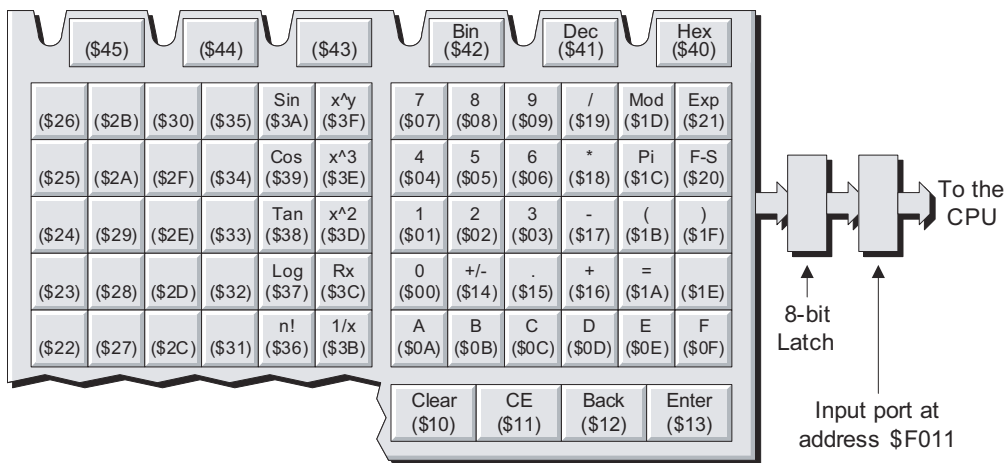 Bin Dec Hex
($45) ($44) ($43) ($42) ($41) ($40)
Sin x^y 7 8 9 / Mod Exp
($26) ($2B) ($30) ($35) ($3A) ($3F) ($07) ($08) ($09) ($19) ($1D) ($21)
Cos x^3 4 5 6 * Pi F-S
($25) ($2A) ($2F) ($34) ($39) ($3E) ($04) ($05) ($06) ($18) ($1C) ($20)
Tan x^2 1 2 3 - ( )
($24) ($29) ($2E) ($33) ($38) ($3D) ($01) ($02) ($03) ($17) ($1B) ($1F)
Log Rx 0 +/- . + =
($23) ($28) ($2D) ($32) ($37) ($3C) ($00) ($14) ($15) ($16) ($1A) ($1E)
n! 1/x A B C D E F
($22) ($27) ($2C) ($31) ($36) ($3B) ($0A) ($0B) ($0C) ($0D) ($0E) ($0F)
Clear CE Back Enter
($10) ($11) ($12) ($13)
To the
CPU
8-bit
Latch
Input port at
address $F011